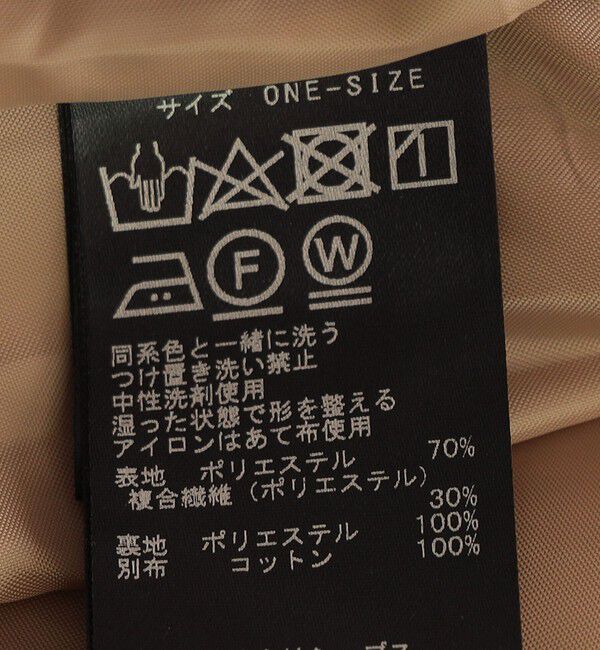 サイズ ONE-SIZE
F
W
同系色と一緒に洗う
つけ置き洗い禁止
中性洗剤使用
湿った状態で形を整える
アイロンはあて布使用
表地 ポリエステル 70%
複合繊維(ポリエステル) 30%
裏地 ポリエステル 100%
別布 コットン 100%